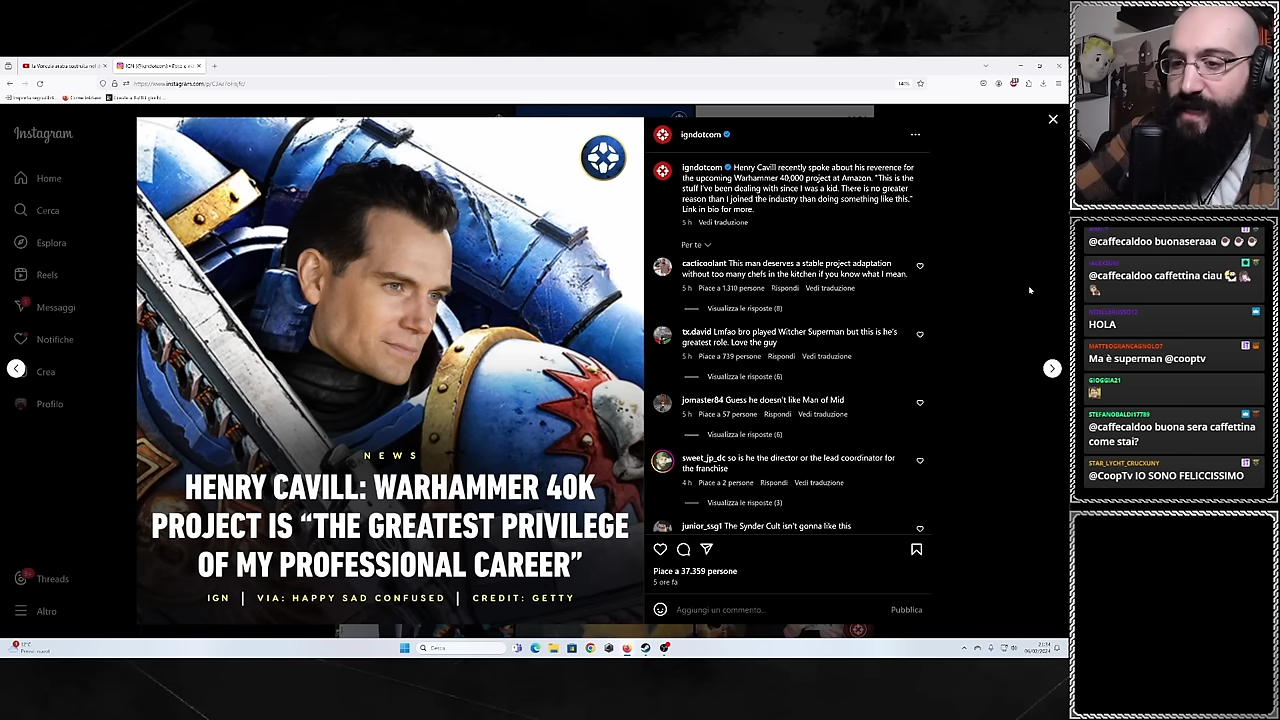 Instagram
Home
Cerca
Esplora
Reels
Messaggi
Notifiche
Crea
Profilo
Threads
Altro
NEWS
HENRY CAVILL: WARHAMMER 40K
PROJECT IS “THE GREATEST PRIVILEGE
OF MY PROFESSIONAL CAREER”
IGN | VIA: HAPPY SAD CONFUSED | CREDIT: GETTY
igndotcom
igndotcom Henry Cavill recently spoke about his reverence for
the upcoming Warhammer 40,000 project at Amazon. "This is the
stuff I've been dealing with since I was a kid. There is no greater
reason than I joined the industry than doing something like this."
Link in bio for more.
5 h Vedi traduzione
Per te
cacticoolant This man deserves a stable project adaptation
without too many chefs in the kitchen if you know what I mean.
5 h Piace a 1.310 persone Rispondi Vedi traduzione
Visualizza le risposte (8)
tx.david Lmfao bro played Witcher Superman but this is he's
greatest role. Love the guy
5 h Piace a 739 persone Rispondi Vedi traduzione
Visualizza le risposte (6)
jomaster84 Guess he doesn't like Man of Mid
5 h Piace a 57 persone Rispondi Vedi traduzione
Visualizza le risposte (6)
sweet_jp_dc so is he the director or the lead coordinator for
the franchise
4 h Piace a 2 persone Rispondi Vedi traduzione
Visualizza le risposte (3)
junior_ssg1 The Synder Cult isn't gonna like this
Piace a 37.359 persone
5 ore fa
Aggiungi un commento...
Pubblica
Cerca
@caffecaldoo buonaseraaa
@caffecaldoo caffettina ciau
HOLA
MATTEOGRANCAGNOLO7
Ma è superman @cooptv
GIOGGIA21
STEFANOBALDI17789
@caffecaldoo buona sera caffettina
come stai?
STAR_LYCHT_CRUCXUNY
@CoopTv IO SONO FELICCISSIMO